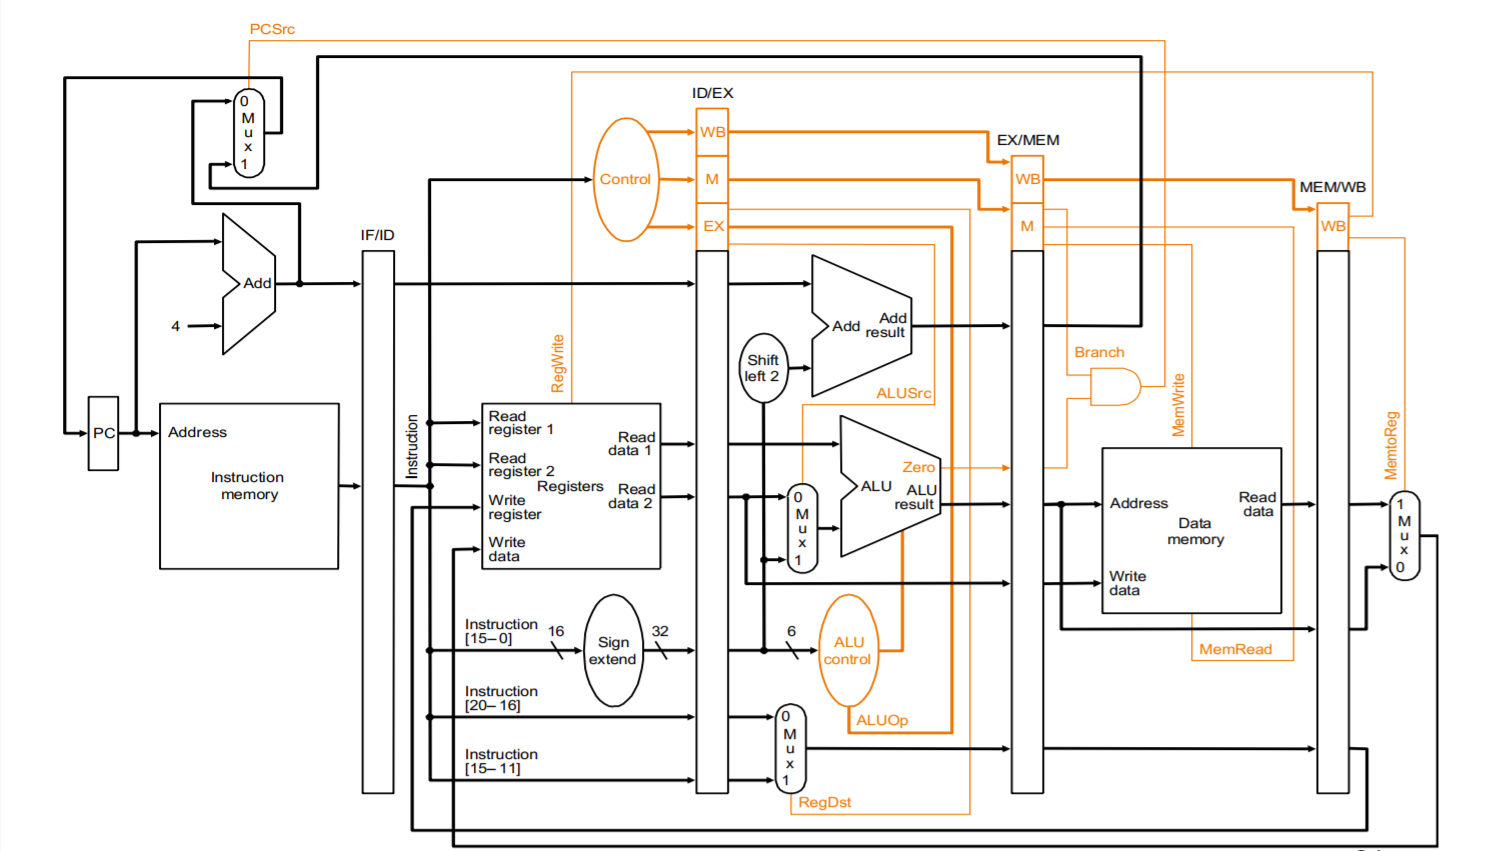 PCSrc
0
M
u
x
1
ID/EX
WB
M
EX
Control
EX/MEM
WB
M
MEM/WB
WB
IF/ID
Add
4
Add
Add
result
Shift
left 2
RegWrite
Branch
ALUSrc
MemWrite
MemtoReg
PC
Address
Instruction
memory
Instruction
Read
register 1
Read
register 2
Write
register
Write
data
Registers
Read
data 1
Read
data 2
0
M
u
x
1
Zero
ALU
ALU
result
Address
Read
data
Data
memory
Write
data
1
M
u
x
0
Instruction
[15–0]
16
Sign
extend
32
6
ALU
control
MemRead
Instruction
[20–16]
0
M
u
x
1
ALUOp
Instruction
[15–11]
RegDst